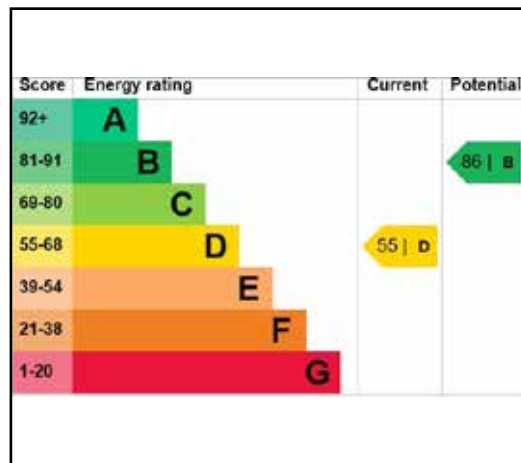 Score Energy rating Current Potential
92+ A
81-91 B 86 | B
69-80 C
55-68 D 55 | D
39-54 E
21-38 F
1-20 G